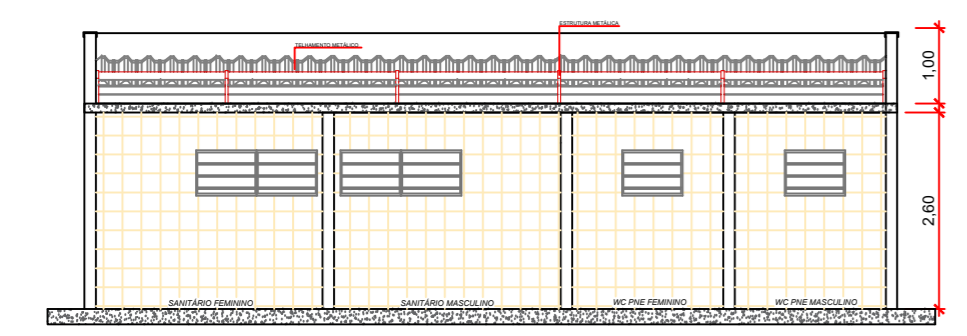 ESTRUTURA METÁLICA
TELHAMENTO METÁLICO
1,00
2,60
SANITÁRIO FEMININO
SANITÁRIO MASCULINO
WC PNE FEMININO
WC PNE MASCULINO